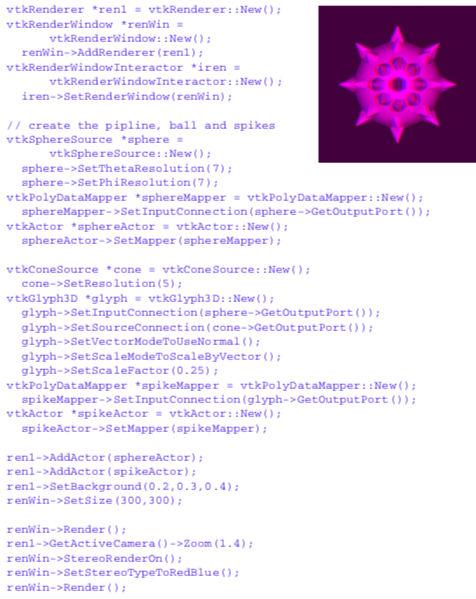 vtkRenderer *ren1 = vtkRenderer::New();
vtkRenderWindow *renWin =
vtkRenderWindow::New();
renWin->AddRenderer(ren1);
vtkRenderWindowInteractor *iren =
vtkRenderWindowInteractor::New();
iren->SetRenderWindow(renWin);

// create the pipline, ball and spikes
vtkSphereSource *sphere =
vtkSphereSource::New();
sphere->SetThetaResolution(7);
sphere->SetPhiResolution(7);
vtkPolyDataMapper *sphereMapper = vtkPolyDataMapper::New();
sphereMapper->SetInputConnection(sphere->GetOutputPort());
vtkActor *sphereActor = vtkActor::New();
sphereActor->SetMapper(sphereMapper);

vtkConeSource *cone = vtkConeSource::New();
cone->SetResolution(5);
vtkGlyph3D *glyph = vtkGlyph3D::New();
glyph->SetInputConnection(sphere->GetOutputPort());
glyph->SetSourceConnection(cone->GetOutputPort());
glyph->SetVectorModeToUseNormal();
glyph->SetScaleModeToScaleByVector();
glyph->SetScaleFactor(0.25);
vtkPolyDataMapper *spikeMapper = vtkPolyDataMapper::New();
spikeMapper->SetInputConnection(glyph->GetOutputPort());
vtkActor *spikeActor = vtkActor::New();
spikeActor->SetMapper(spikeMapper);

ren1->AddActor(sphereActor);
ren1->AddActor(spikeActor);
ren1->SetBackground(0.2,0.3,0.4);
renWin->SetSize(300,300);

renWin->Render();
ren1->GetActiveCamera()->Zoom(1.4);
renWin->StereoRenderOn();
renWin->SetStereoTypeToRedBlue();
renWin->Render();